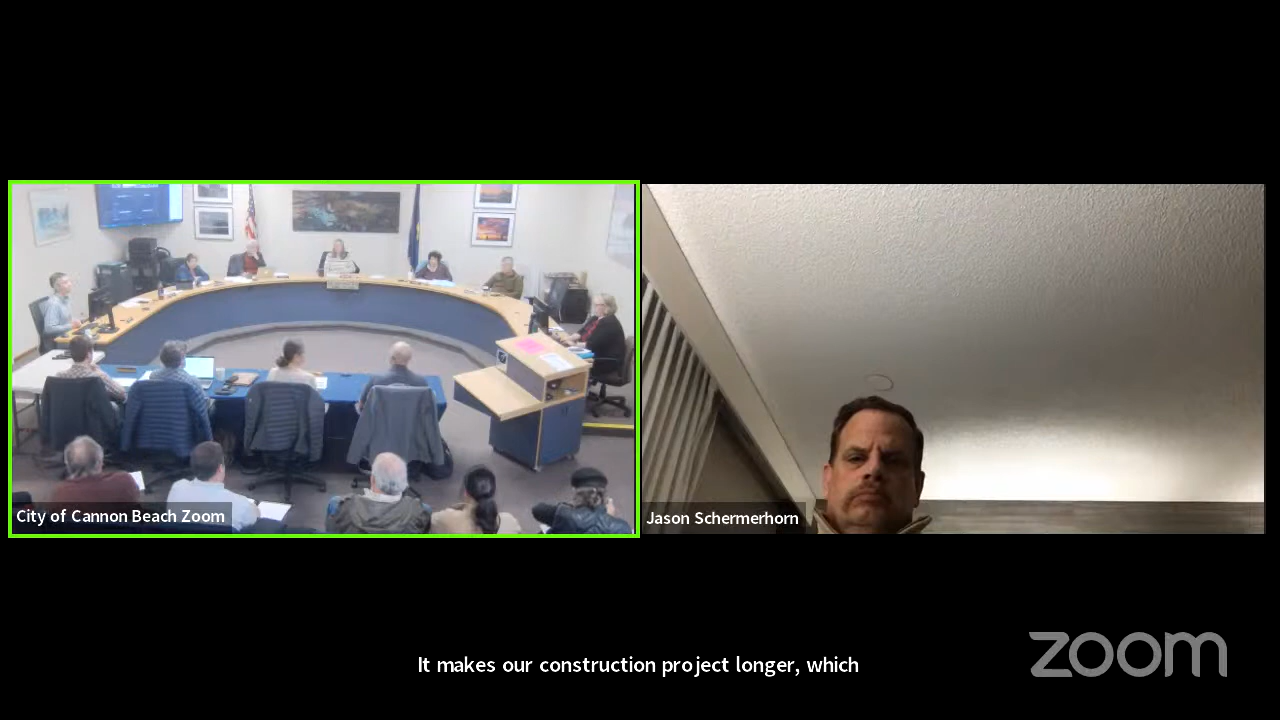 City of Cannon Beach Zoom
Jason Schermerhorn
It makes our construction project longer, which
zoom